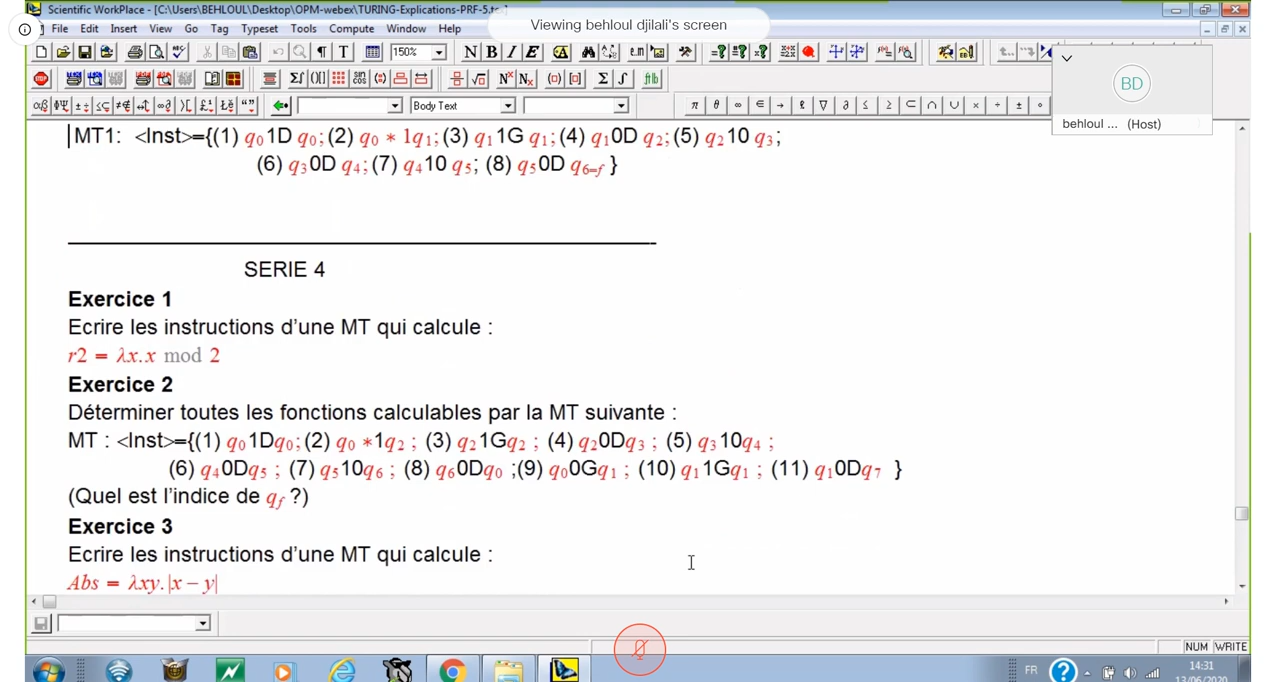 Scientific WorkPlace - [C:\Users\BEHLOUL\Desktop\OPM-webex\TURING-Explications-PRF-5.te
Viewing behloul djilali's screen
File Edit Insert View Go Tag Typeset Tools Compute Window Help
150%
Body Text
BD
behloul ... (Host)
MT1: <Inst>={(1) q₀1D q₀; (2) q₀ * 1q₁; (3) q₁1G q₁; (4) q₁0D q₂; (5) q₂10 q₃;
(6) q₃0D q₄; (7) q₄10 q₅; (8) q₅0D q₆₌f }
SERIE 4
Exercice 1
Ecrire les instructions d'une MT qui calcule :
r2 = λx.x mod 2
Exercice 2
Déterminer toutes les fonctions calculables par la MT suivante :
MT : <Inst>={(1) q₀1Dq₀; (2) q₀ *1q₂ ; (3) q₂1Gq₂ ; (4) q₂0Dq₃ ; (5) q₃10q₄ ;
(6) q₄0Dq₅ ; (7) q₅10q₆ ; (8) q₆0Dq₀ ;(9) q₀0Gq₁ ; (10) q₁1Gq₁ ; (11) q₁0Dq₇ }
(Quel est l'indice de qf ?)
Exercice 3
Ecrire les instructions d'une MT qui calcule :
Abs = λxy.|x − y|
NUM WRITE
FR
14:31
13/06/2020